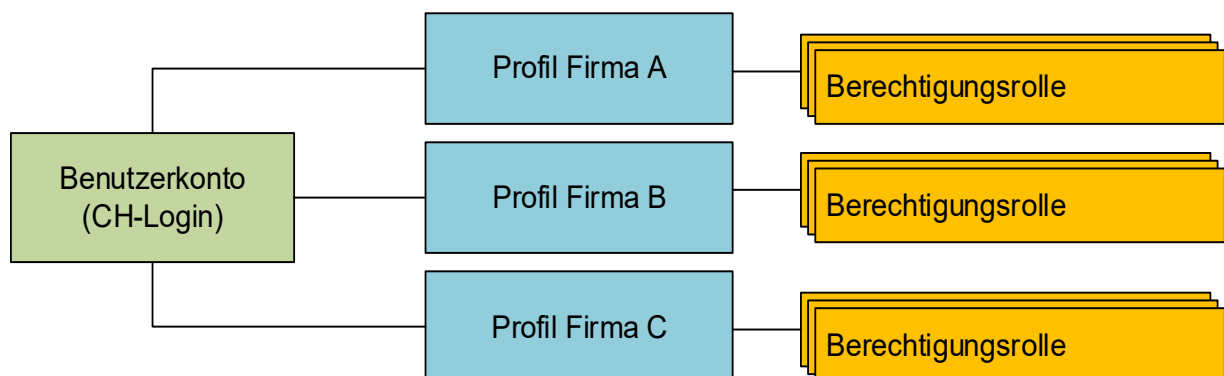 Profil Firma A
Berechtigungsrolle
Benutzerkonto
(CH-Login)
Profil Firma B
Berechtigungsrolle
Profil Firma C
Berechtigungsrolle